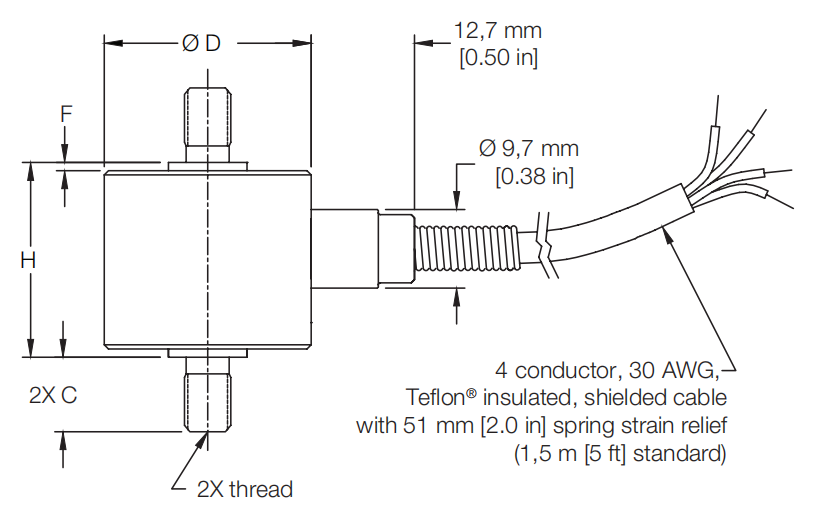 Ø D
12,7 mm
[0.50 in]
F
Ø 9,7 mm
[0.38 in]
H
4 conductor, 30 AWG,
Teflon® insulated, shielded cable
with 51 mm [2.0 in] spring strain relief
(1,5 m [5 ft] standard)
2X C
2X thread